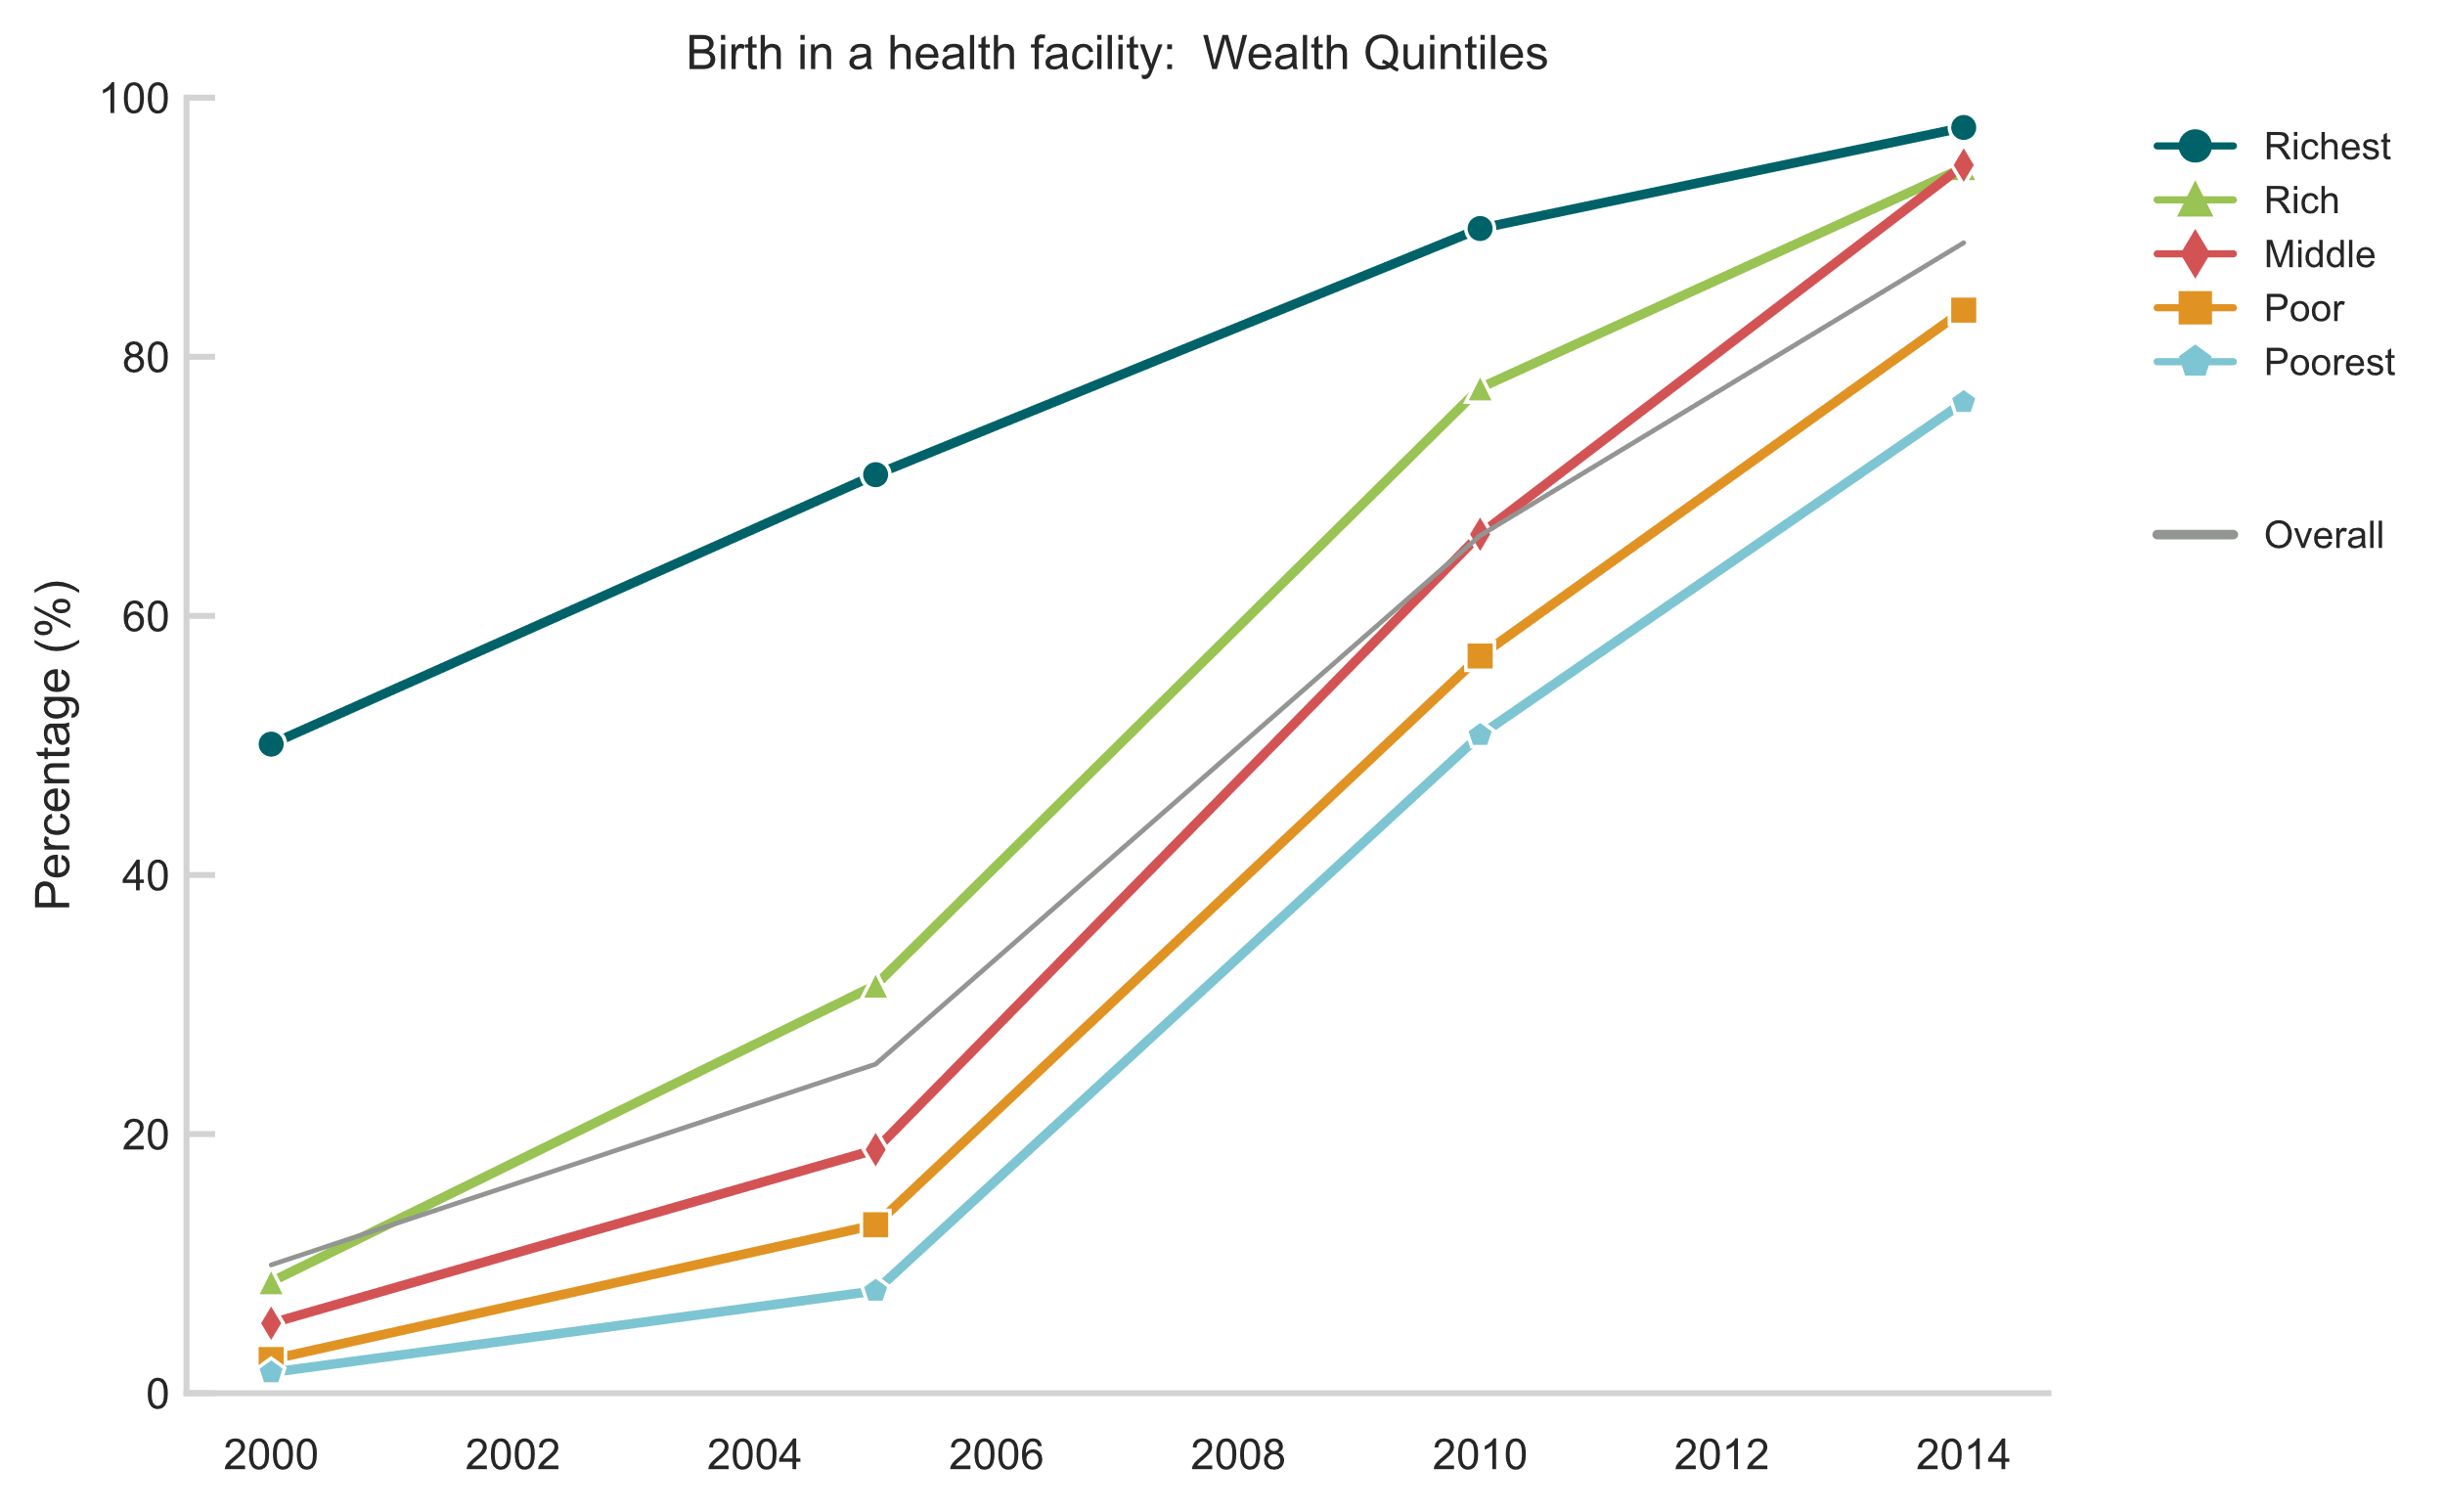 Birth in a health facility:  Wealth Quintiles
100
80
60
40
20
0
Percentage (%)
2000 2002 2004 2006 2008 2010 2012 2014
Richest
Rich
Middle
Poor
Poorest
Overall